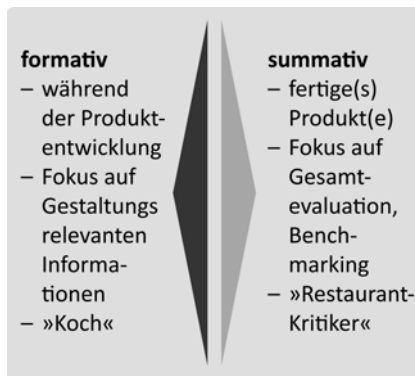 formativ
– während
der Produkt-
entwicklung
– Fokus auf
Gestaltungs
relevanten
Informa-
tionen
– »Koch«
summativ
– fertige(s)
Produkt(e)
– Fokus auf
Gesamt-
evaluation,
Bench-
marking
– »Restaurant-
Kritiker«